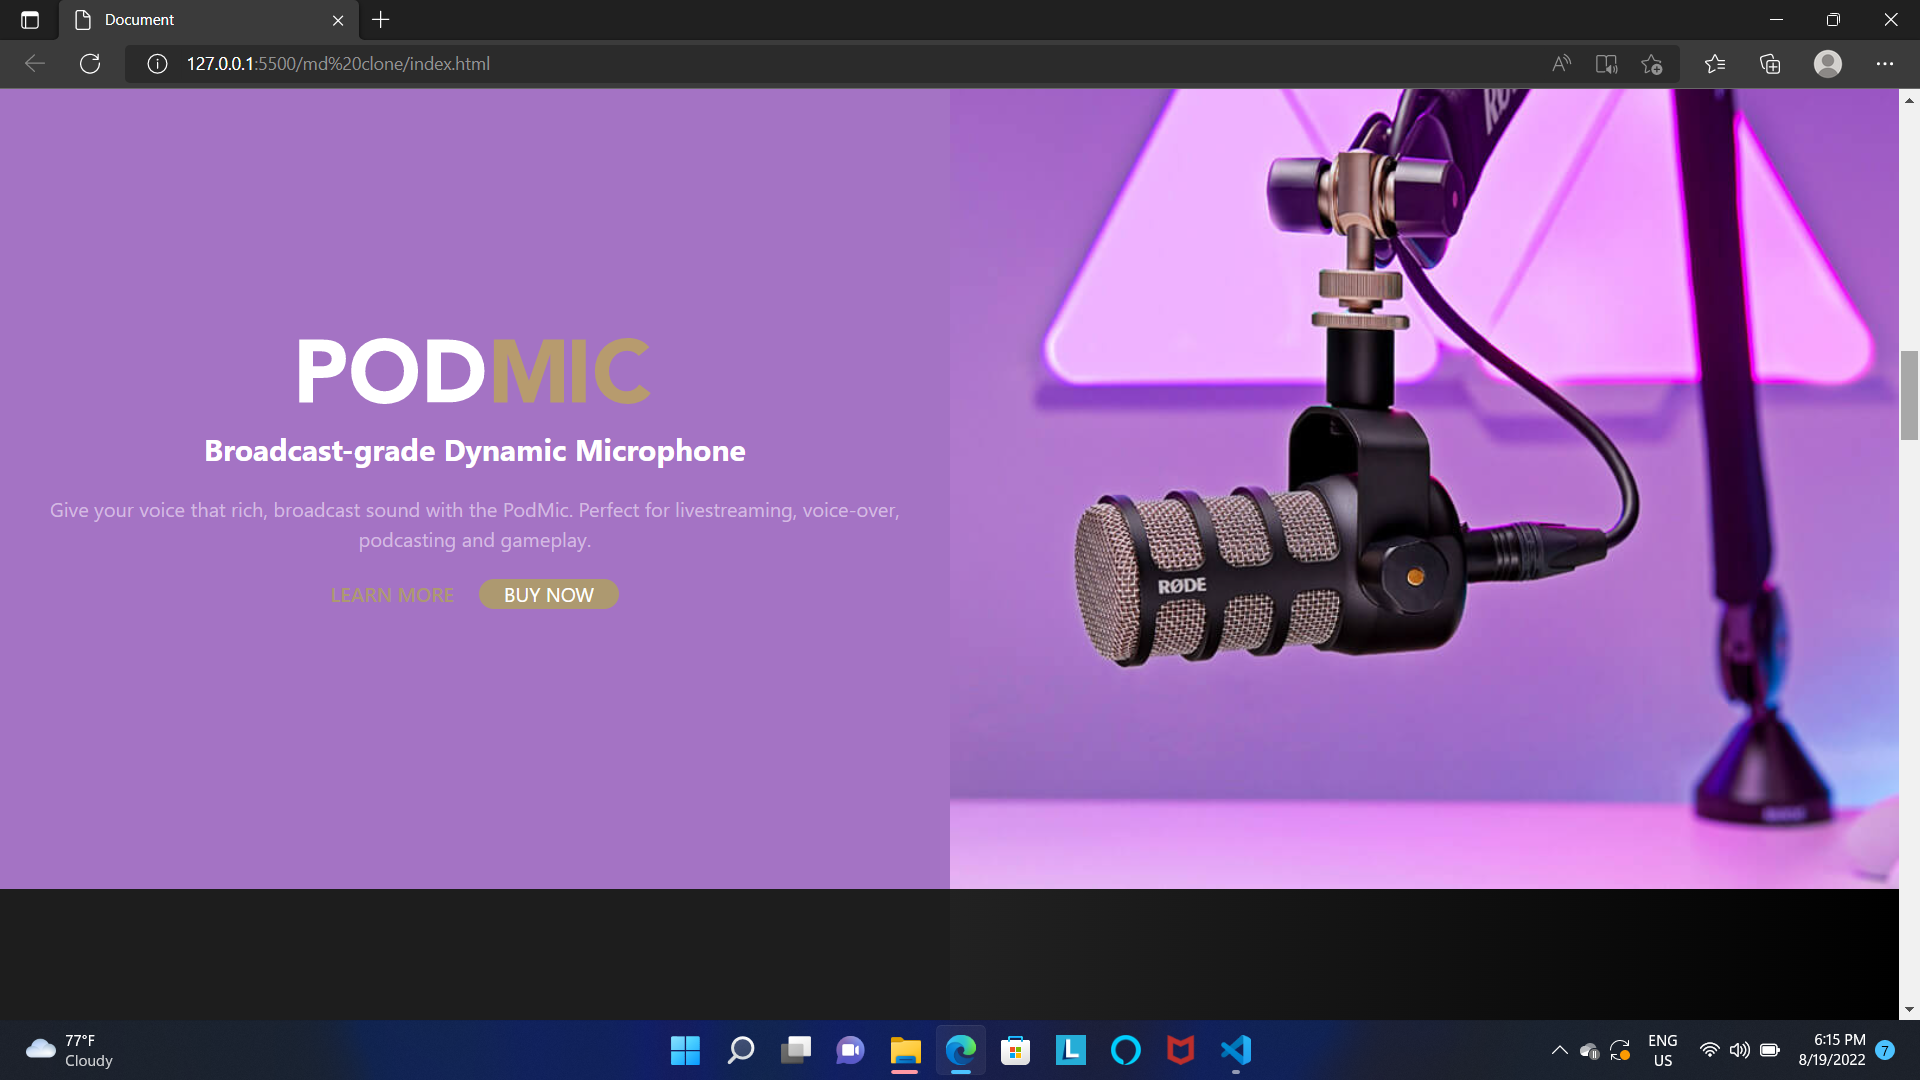 Document
127.0.0.1:5500/md%20clone/index.html
PODMIC
Broadcast-grade Dynamic Microphone
Give your voice that rich, broadcast sound with the PodMic. Perfect for livestreaming, voice-over,
podcasting and gameplay.
LEARN MORE
BUY NOW
RØDE
77°F
Cloudy
L
ENG
US
6:15 PM
8/19/2022
7